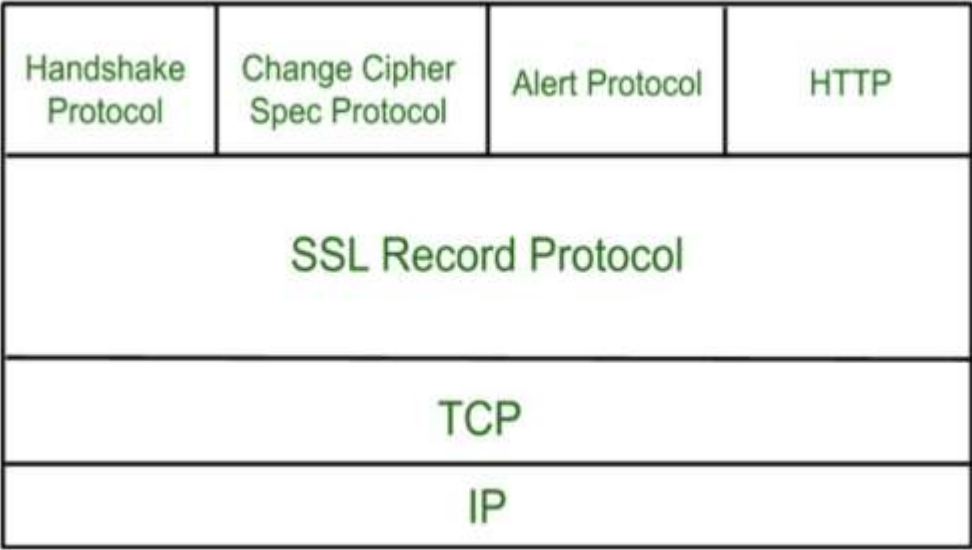 Handshake
Protocol
Change Cipher
Spec Protocol
Alert Protocol
HTTP
SSL Record Protocol
TCP
IP